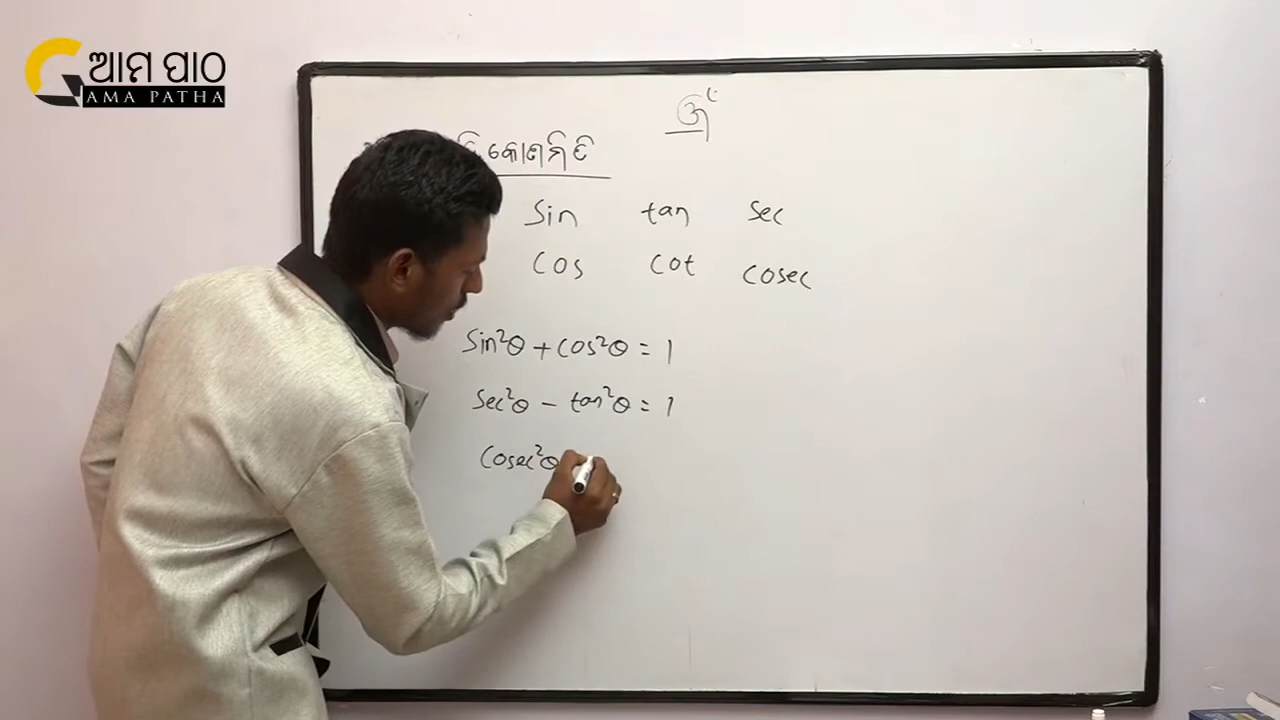 ଆମ ପାଠ
AMA PATHA
ତ୍ରିକୋଣମିତି
Sin tan Sec
Cos Cot Cosec
Sin²θ + Cos²θ = 1
Sec²θ − tan²θ = 1
Cosec²θ